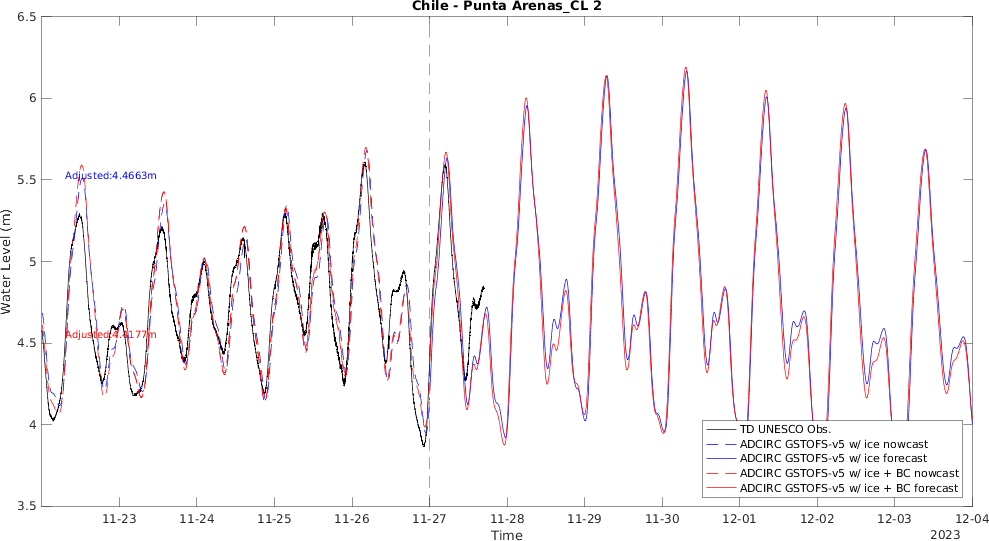 Chile - Punta Arenas_CL 2
6.5
6
5.5
5
4.5
4
3.5
Water Level (m)
Adjusted:4.4663m
Adjusted:4.4177m
TD UNESCO Obs.
ADCIRC GSTOFS-v5 w/ ice nowcast
ADCIRC GSTOFS-v5 w/ ice forecast
ADCIRC GSTOFS-v5 w/ ice + BC nowcast
ADCIRC GSTOFS-v5 w/ ice + BC forecast
11-23 11-24 11-25 11-26 11-27 11-28 11-29 11-30 12-01 12-02 12-03 12-04
Time
2023